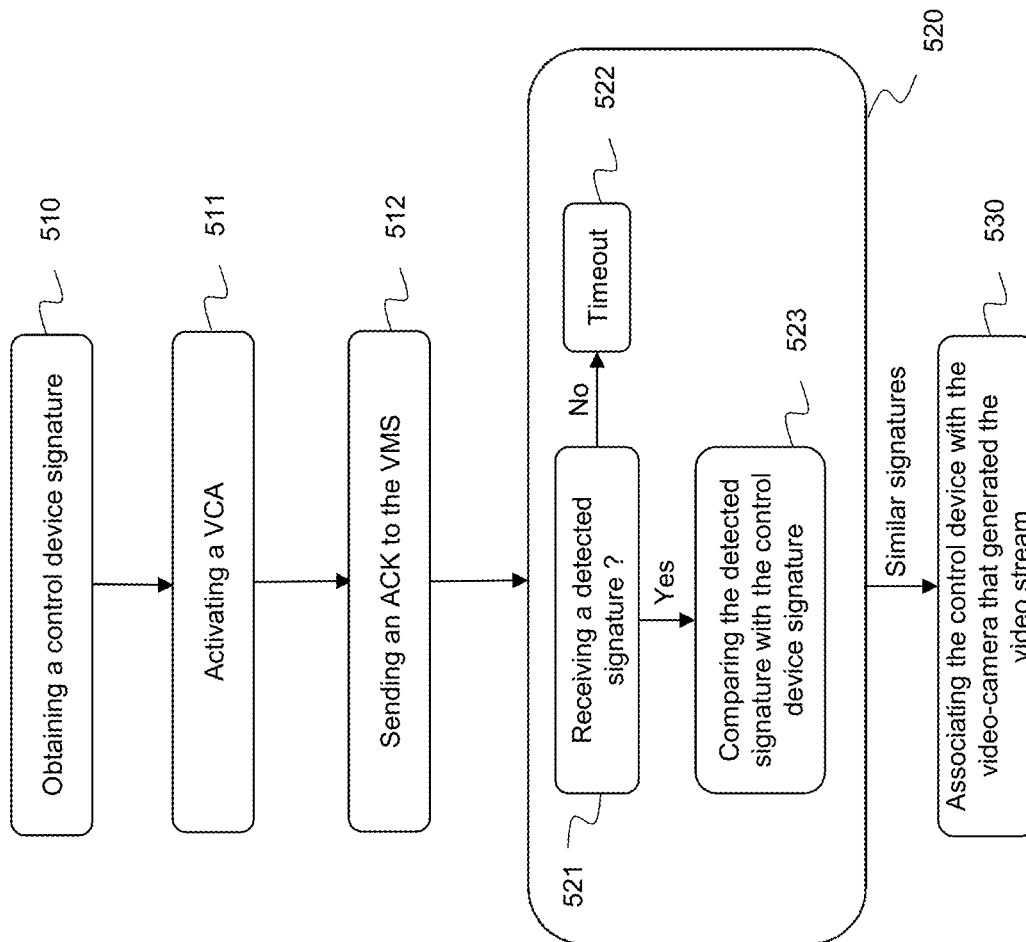 Obtaining a control device signature
510
Activating a VCA
511
Sending an ACK to the VMS
512
520
Receiving a detected
signature ?
521
No
Timeout
522
Yes
Comparing the detected
signature with the control
device signature
523
Similar signatures
Associating the control device with the
video-camera that generated the
video stream
530